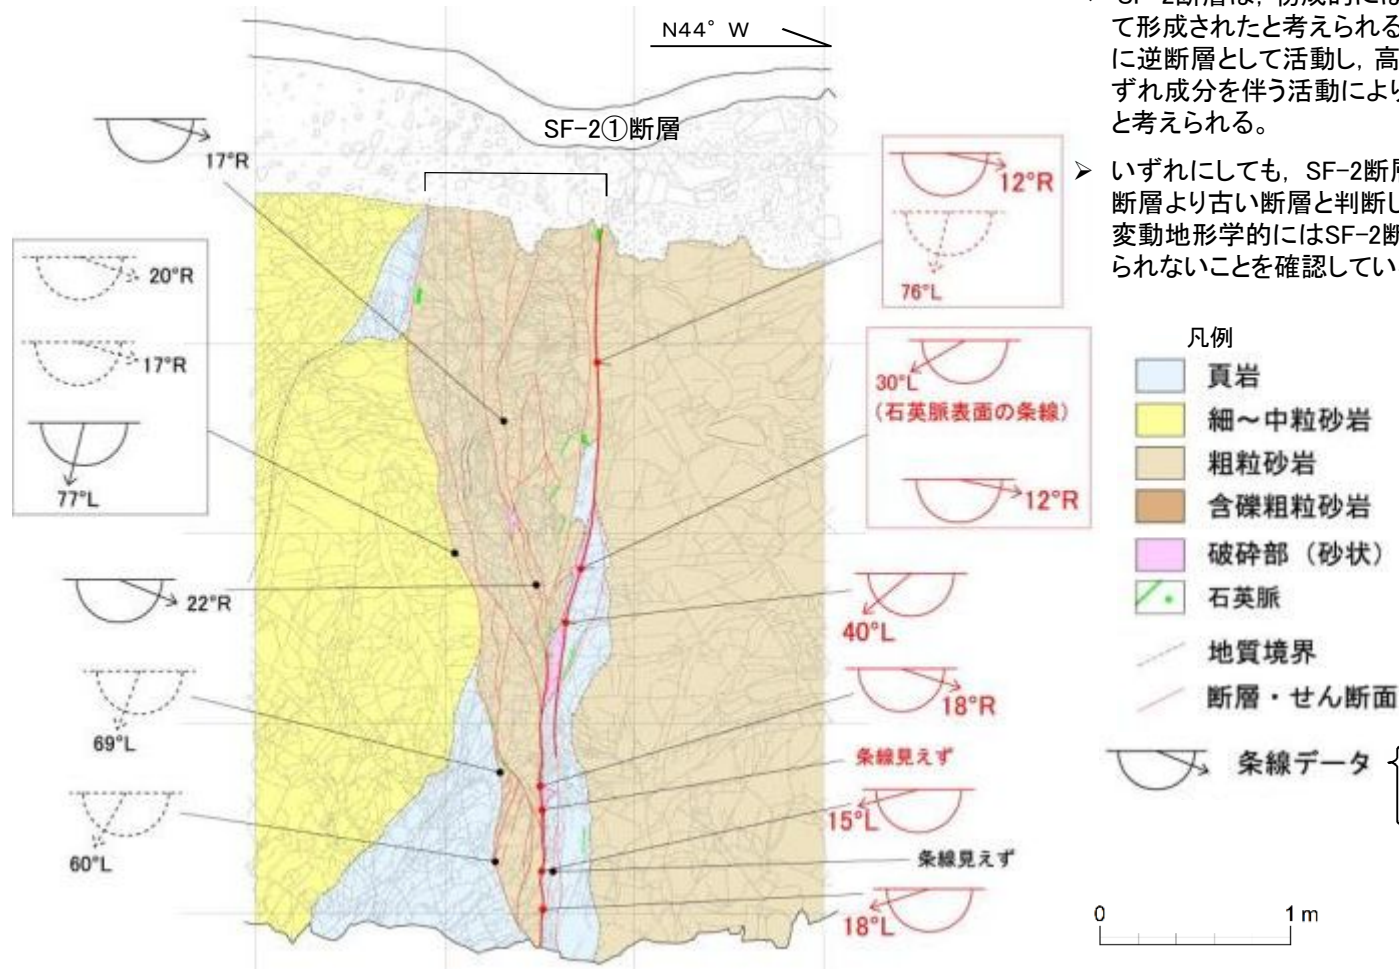 て形成されたと考えられる
に逆断層として活動し, 高
ずれ成分を伴う活動により
と考えられる。
➢ いずれにしても, SF-2断層
断層より古い断層と判断し
変動地形学的にはSF-2断
られないことを確認してい
N44° W
SF-2①断層
17°R
20°R
17°R
77°L
22°R
69°L
60°L
12°R
76°L
30°L
(石英脈表面の条線)
12°R
40°L
18°R
条線見えず
15°L
条線見えず
18°L
凡例
頁岩
細～中粒砂岩
粗粒砂岩
含礫粗粒砂岩
破砕部（砂状）
石英脈
地質境界
断層・せん断面
条線データ
0 1 m